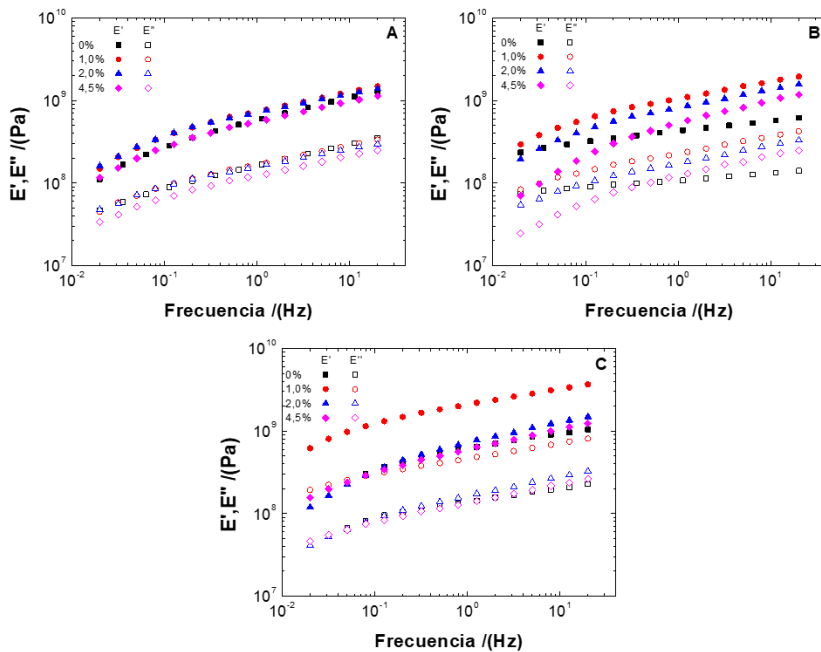 A
E' E"
0%
1,0%
2,0%
4,5%
10¹⁰
10⁹
10⁸
10⁷
E',E" /(Pa)
10⁻² 10⁻¹ 10⁰ 10¹
Frecuencia /(Hz)
B
E' E"
0%
1,0%
2,0%
4,5%
10¹⁰
10⁹
10⁸
10⁷
E',E" /(Pa)
10⁻² 10⁻¹ 10⁰ 10¹
Frecuencia /(Hz)
C
E' E"
0%
1,0%
2,0%
4,5%
10¹⁰
10⁹
10⁸
10⁷
E',E" /(Pa)
10⁻² 10⁻¹ 10⁰ 10¹
Frecuencia /(Hz)